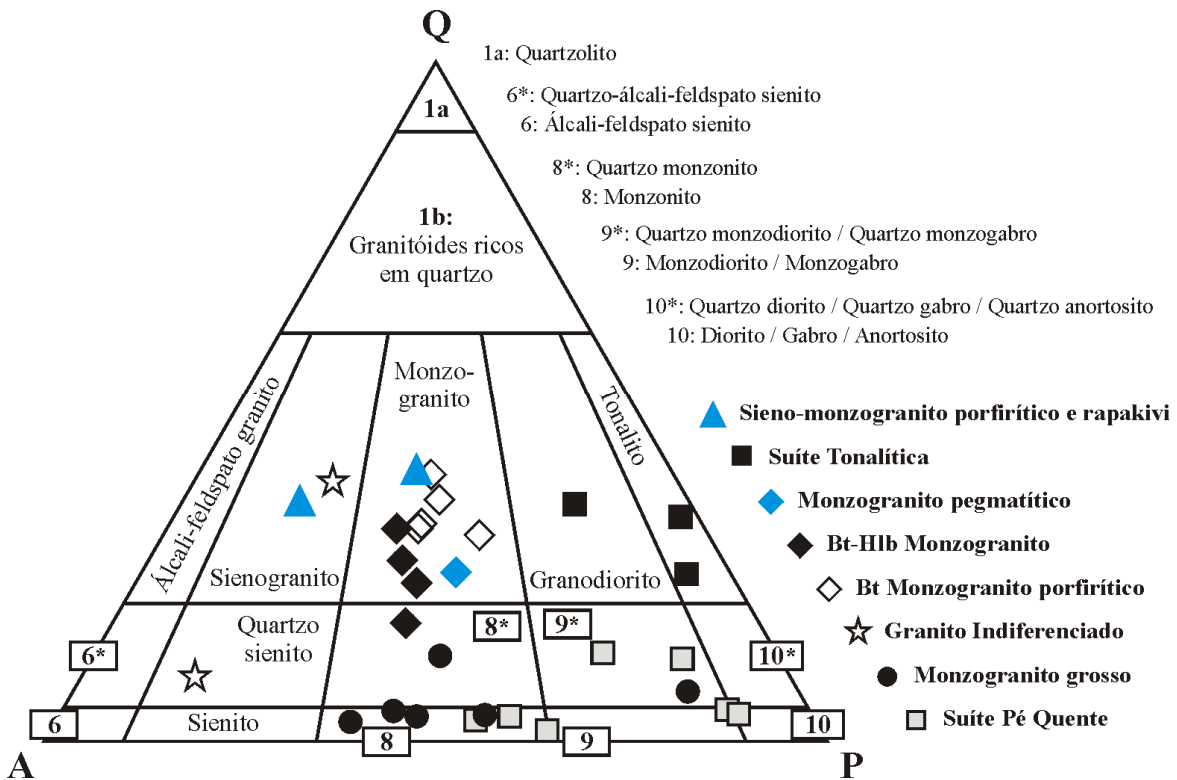 Q
1a: Quartzolito
1a
6*: Quartzo-álcali-feldspato sienito
6: Álcali-feldspato sienito
8*: Quartzo monzonito
8: Monzonito
1b:
Granitóides ricos
em quartzo
9*: Quartzo monzodiorito / Quartzo monzogabro
9: Monzodiorito / Monzogabro
10*: Quartzo diorito / Quartzo gabro / Quartzo anortosito
10: Diorito / Gabro / Anortosito
Álcali-feldspato granito
Monzo-
granito
Tonalito
Sienogranito
Granodiorito
Sieno-monzogranito porfirítico e rapakivi
Suíte Tonalítica
Monzogranito pegmatítico
Bt-Hlb Monzogranito
Bt Monzogranito porfirítico
Granito Indiferenciado
Monzogranito grosso
Suíte Pé Quente
6*
Quartzo
sienito
8*
9*
10*
6
Sienito
8
9
10
A
P